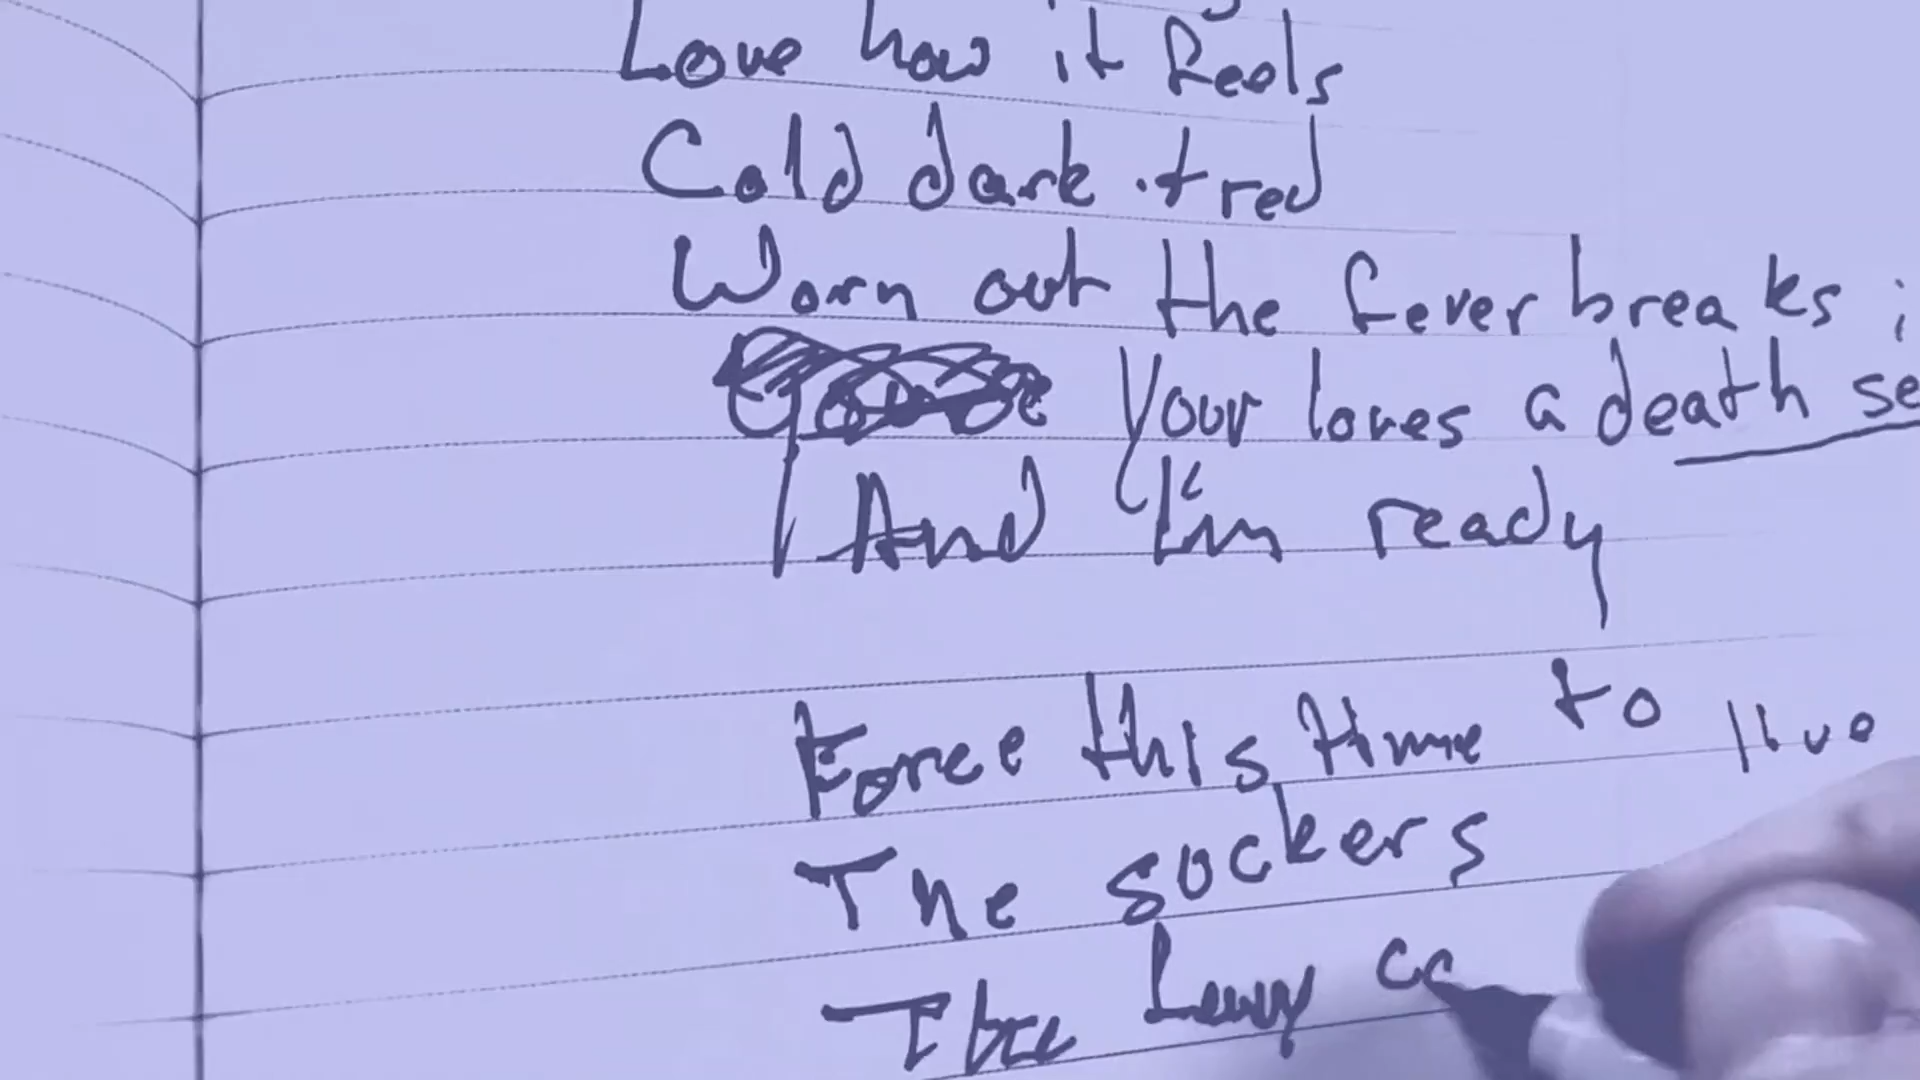 Love how it feels
Cold dark + red
Worn out the fever breaks
Your loves a death se
And I'm ready
Force this time to live
The suckers
The